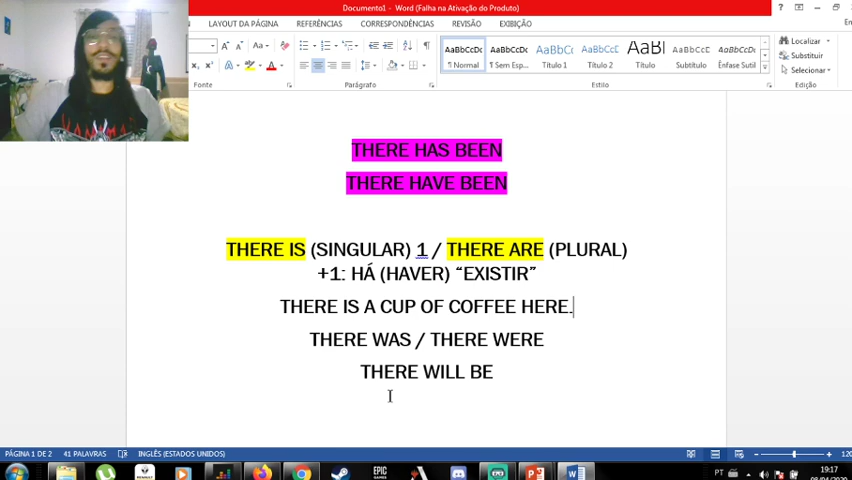 Documento1 - Word (Falha na Ativação do Produto)
LAYOUT DA PÁGINA REFERÊNCIAS CORRESPONDÊNCIAS REVISÃO EXIBIÇÃO
AaBbCcDc AaBbCcDc AaBbCc AaBbCcD AaBl AaBbCcD AaBbCcDc
¶ Normal ¶ Sem Esp... Título 1 Título 2 Título Subtítulo Ênfase Sutil
Localizar
Substituir
Selecionar
Fonte Parágrafo Estilo Edição
THERE HAS BEEN
THERE HAVE BEEN
THERE IS (SINGULAR) 1 / THERE ARE (PLURAL)
+1: HÁ (HAVER) “EXISTIR”
THERE IS A CUP OF COFFEE HERE.
THERE WAS / THERE WERE
THERE WILL BE
PÁGINA 1 DE 2 41 PALAVRAS INGLÊS (ESTADOS UNIDOS)
PT 19:17